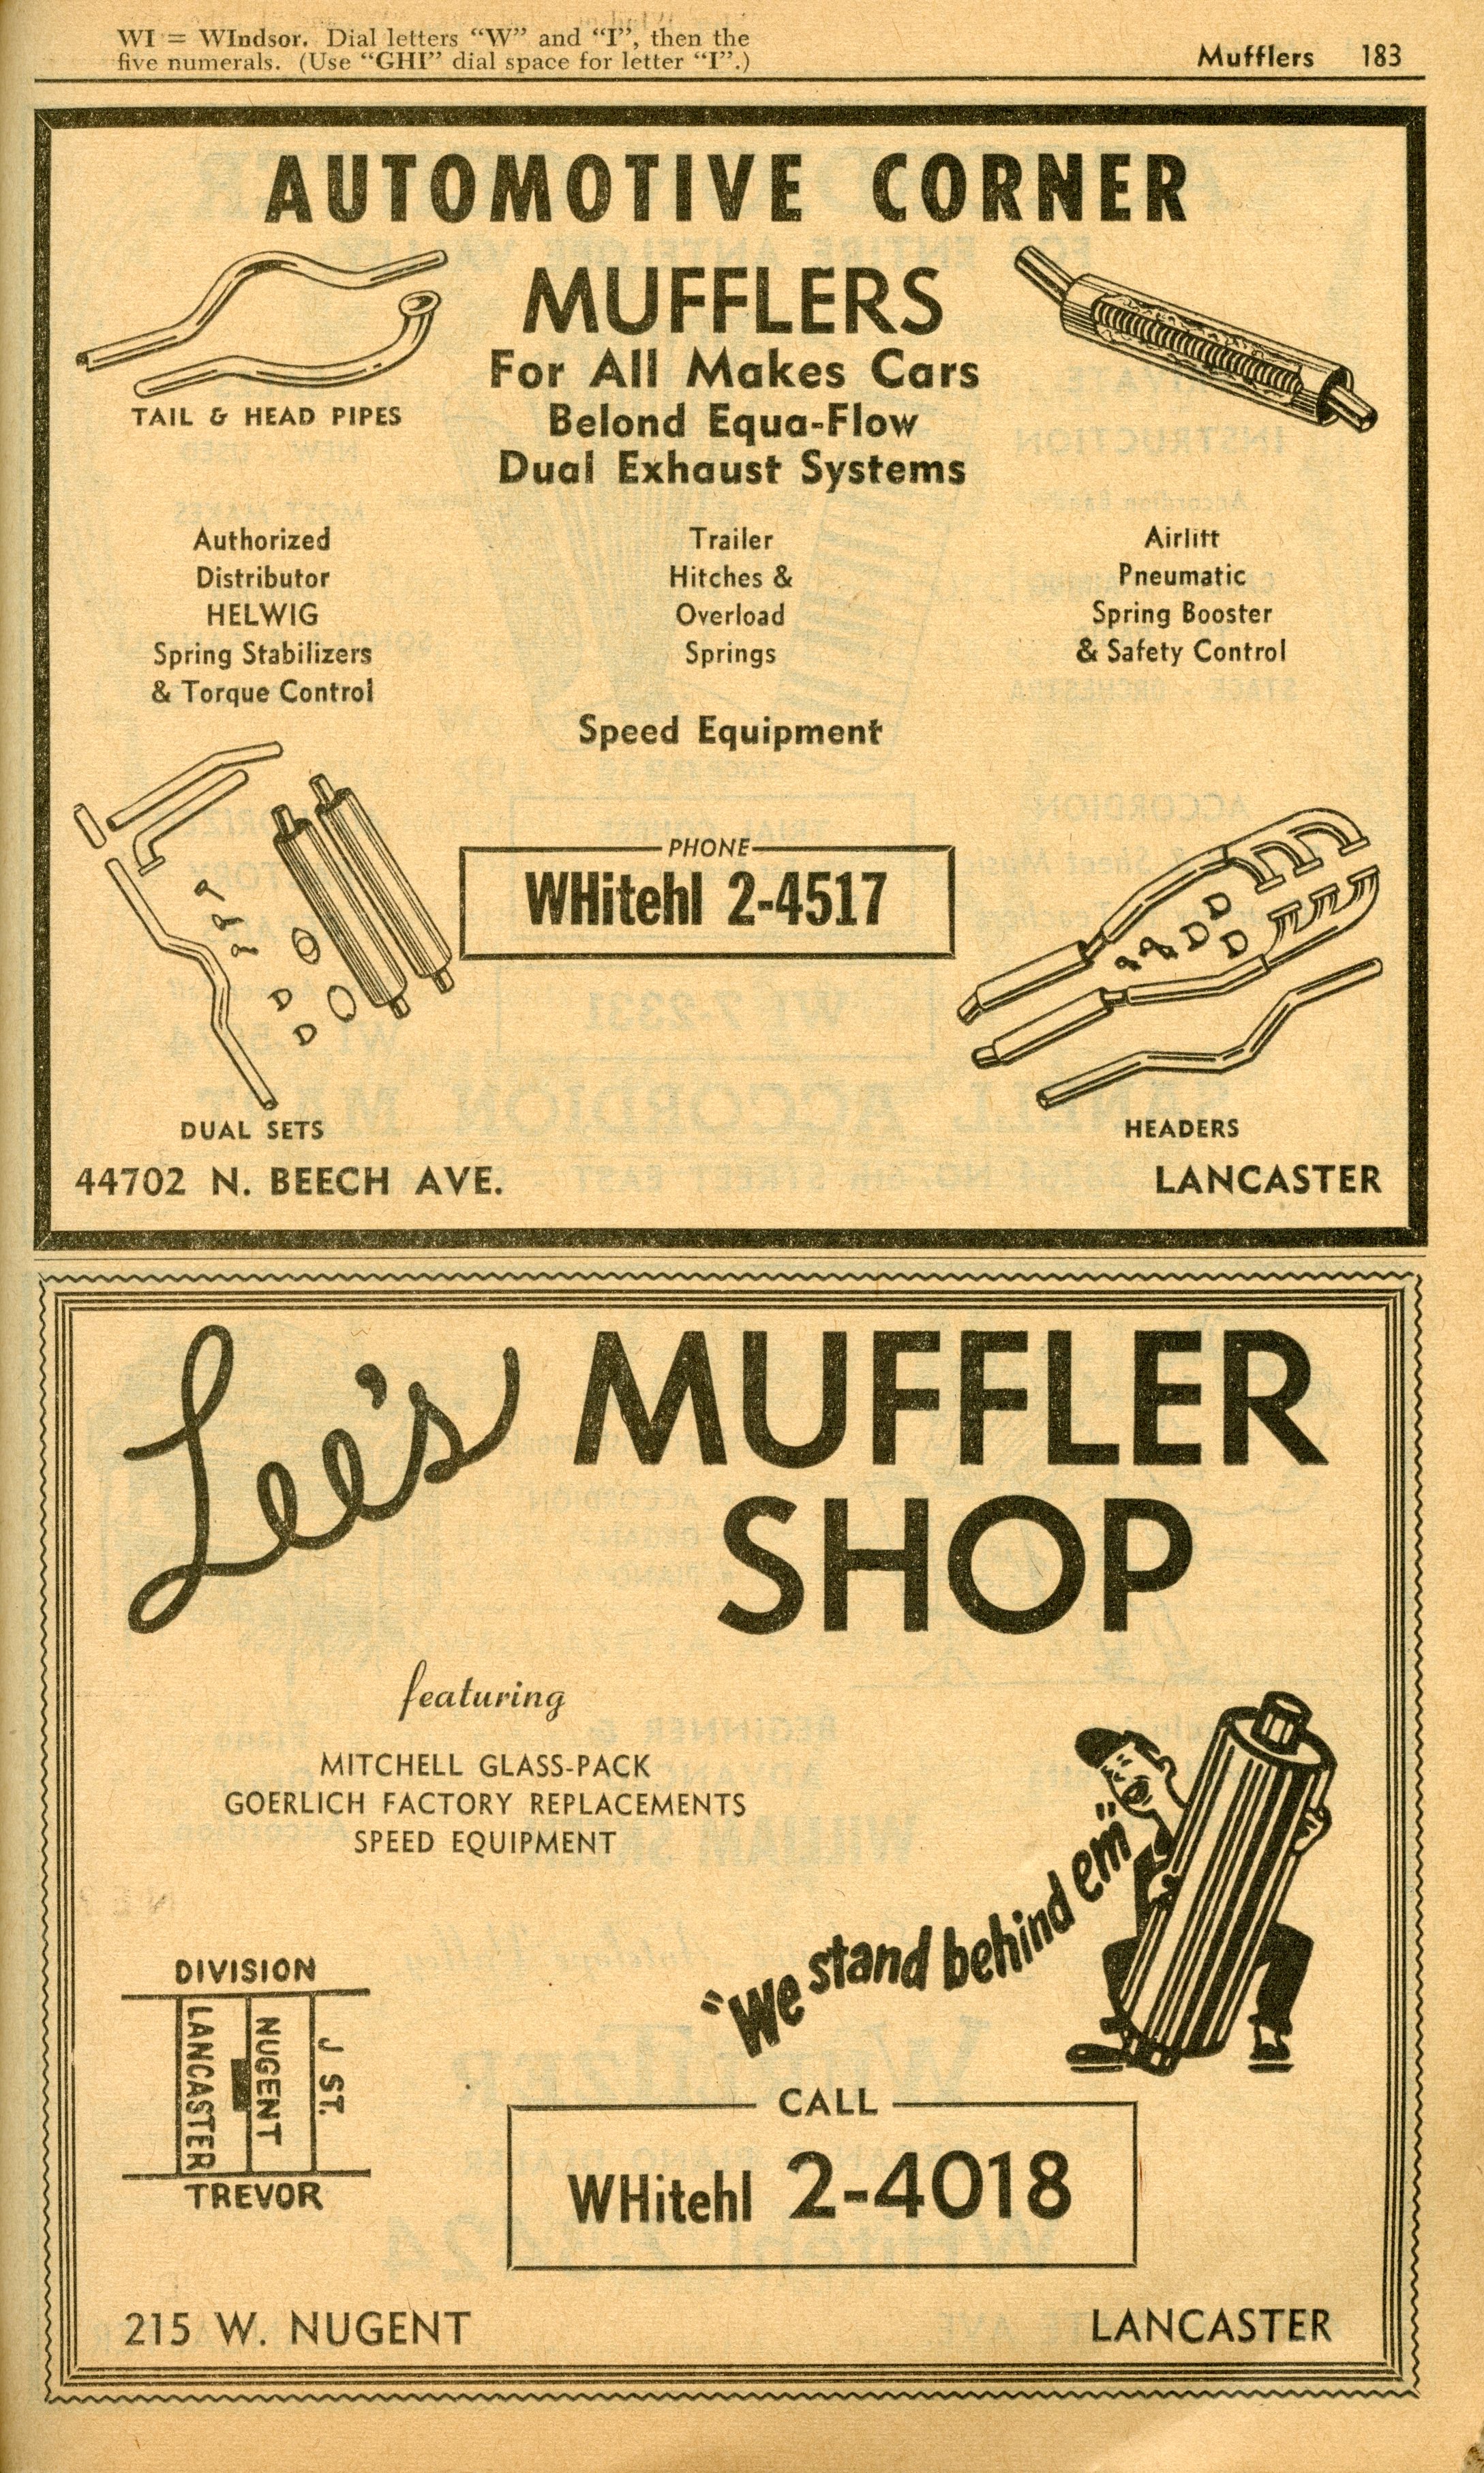 WI = WIndsor. Dial letters “W” and “I”, then the
five numerals. (Use “GHI” dial space for letter “I”.)
Mufflers 183
AUTOMOTIVE CORNER
MUFFLERS
For All Makes Cars
Belond Equa-Flow
Dual Exhaust Systems
TAIL & HEAD PIPES
Authorized
Distributor
HELWIG
Spring Stabilizers
& Torque Control
Trailer
Hitches &
Overload
Springs
Airlift
Pneumatic
Spring Booster
& Safety Control
Speed Equipment
PHONE
WHitehl 2-4517
DUAL SETS
HEADERS
44702 N. BEECH AVE.
LANCASTER
Lee's MUFFLER
SHOP
featuring
MITCHELL GLASS-PACK
GOERLICH FACTORY REPLACEMENTS
SPEED EQUIPMENT
"We stand behind em"
DIVISION
LANCASTER
NUGENT
J ST.
TREVOR
CALL
WHitehl 2-4018
215 W. NUGENT
LANCASTER